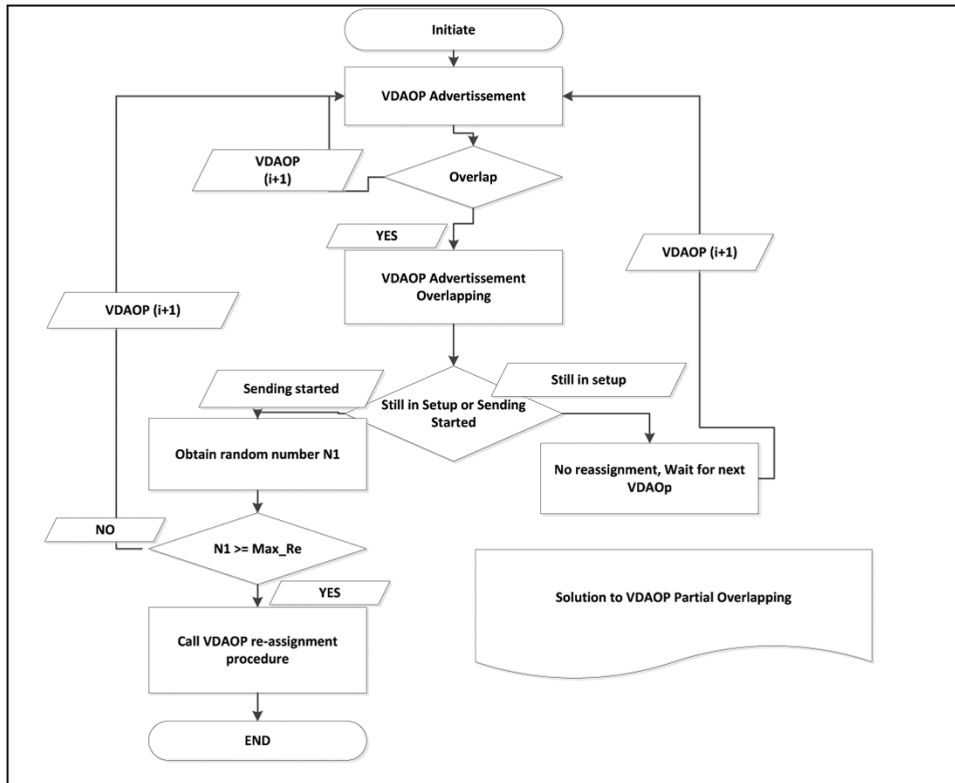 Initiate
VDAOP Advertissement
VDAOP
(i+1)
Overlap
YES
VDAOP (i+1)
VDAOP Advertissement
Overlapping
VDAOP (i+1)
Sending started
Still in setup
Still in Setup or Sending
Started
Obtain random number N1
No reassignment, Wait for next
VDAOp
NO
N1 >= Max_Re
YES
Solution to VDAOP Partial Overlapping
Call VDAOP re-assignment
procedure
END